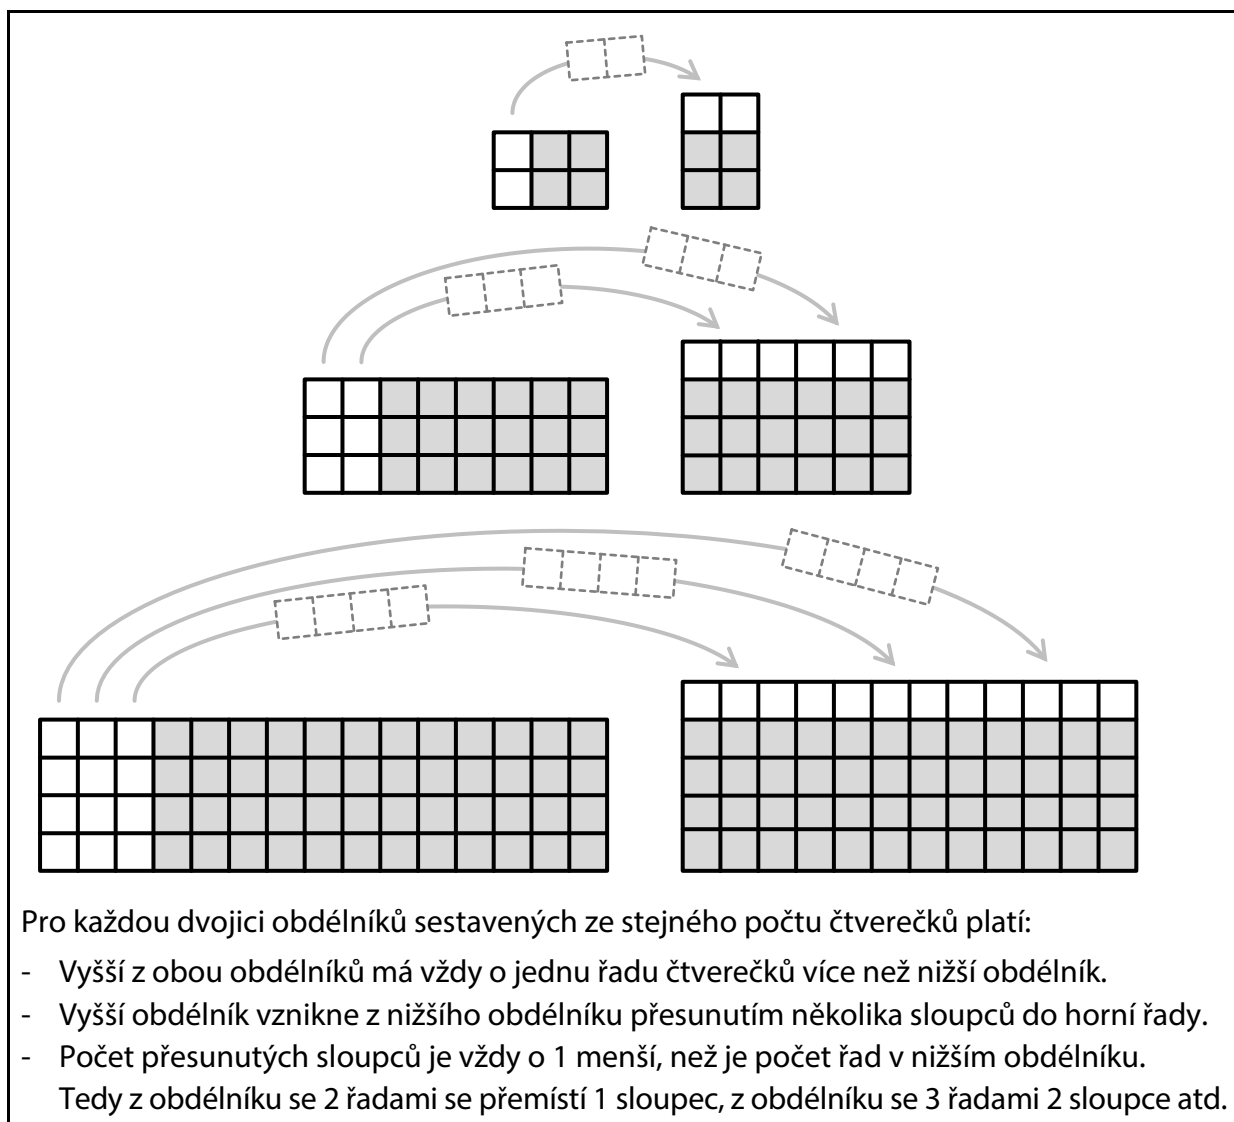 Pro každou dvojici obdélníků sestavených ze stejného počtu čtverečků platí:
- Vyšší z obou obdélníků má vždy o jednu řadu čtverečků více než nižší obdélník.
- Vyšší obdélník vznikne z nižšího obdélníku přesunutím několika sloupců do horní řady.
- Počet přesunutých sloupců je vždy o 1 menší, než je počet řad v nižším obdélníku.
Tedy z obdélníku se 2 řadami se přemístí 1 sloupec, z obdélníku se 3 řadami 2 sloupce atd.